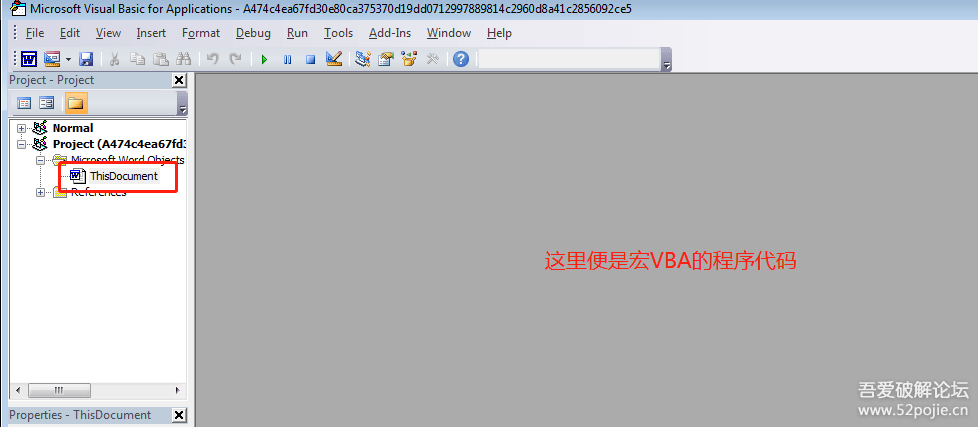 Microsoft Visual Basic for Applications - A474c4ea67fd30e80ca375370d19dd0712997889814c2960d8a41c2856092ce5
File Edit View Insert Format Debug Run Tools Add-Ins Window Help
Project - Project
Normal
Project (A474c4ea67fd3
Microsoft Word Objects
ThisDocument
References
这里便是宏VBA的程序代码
Properties - ThisDocument
吾爱破解论坛
www.52pojie.cn